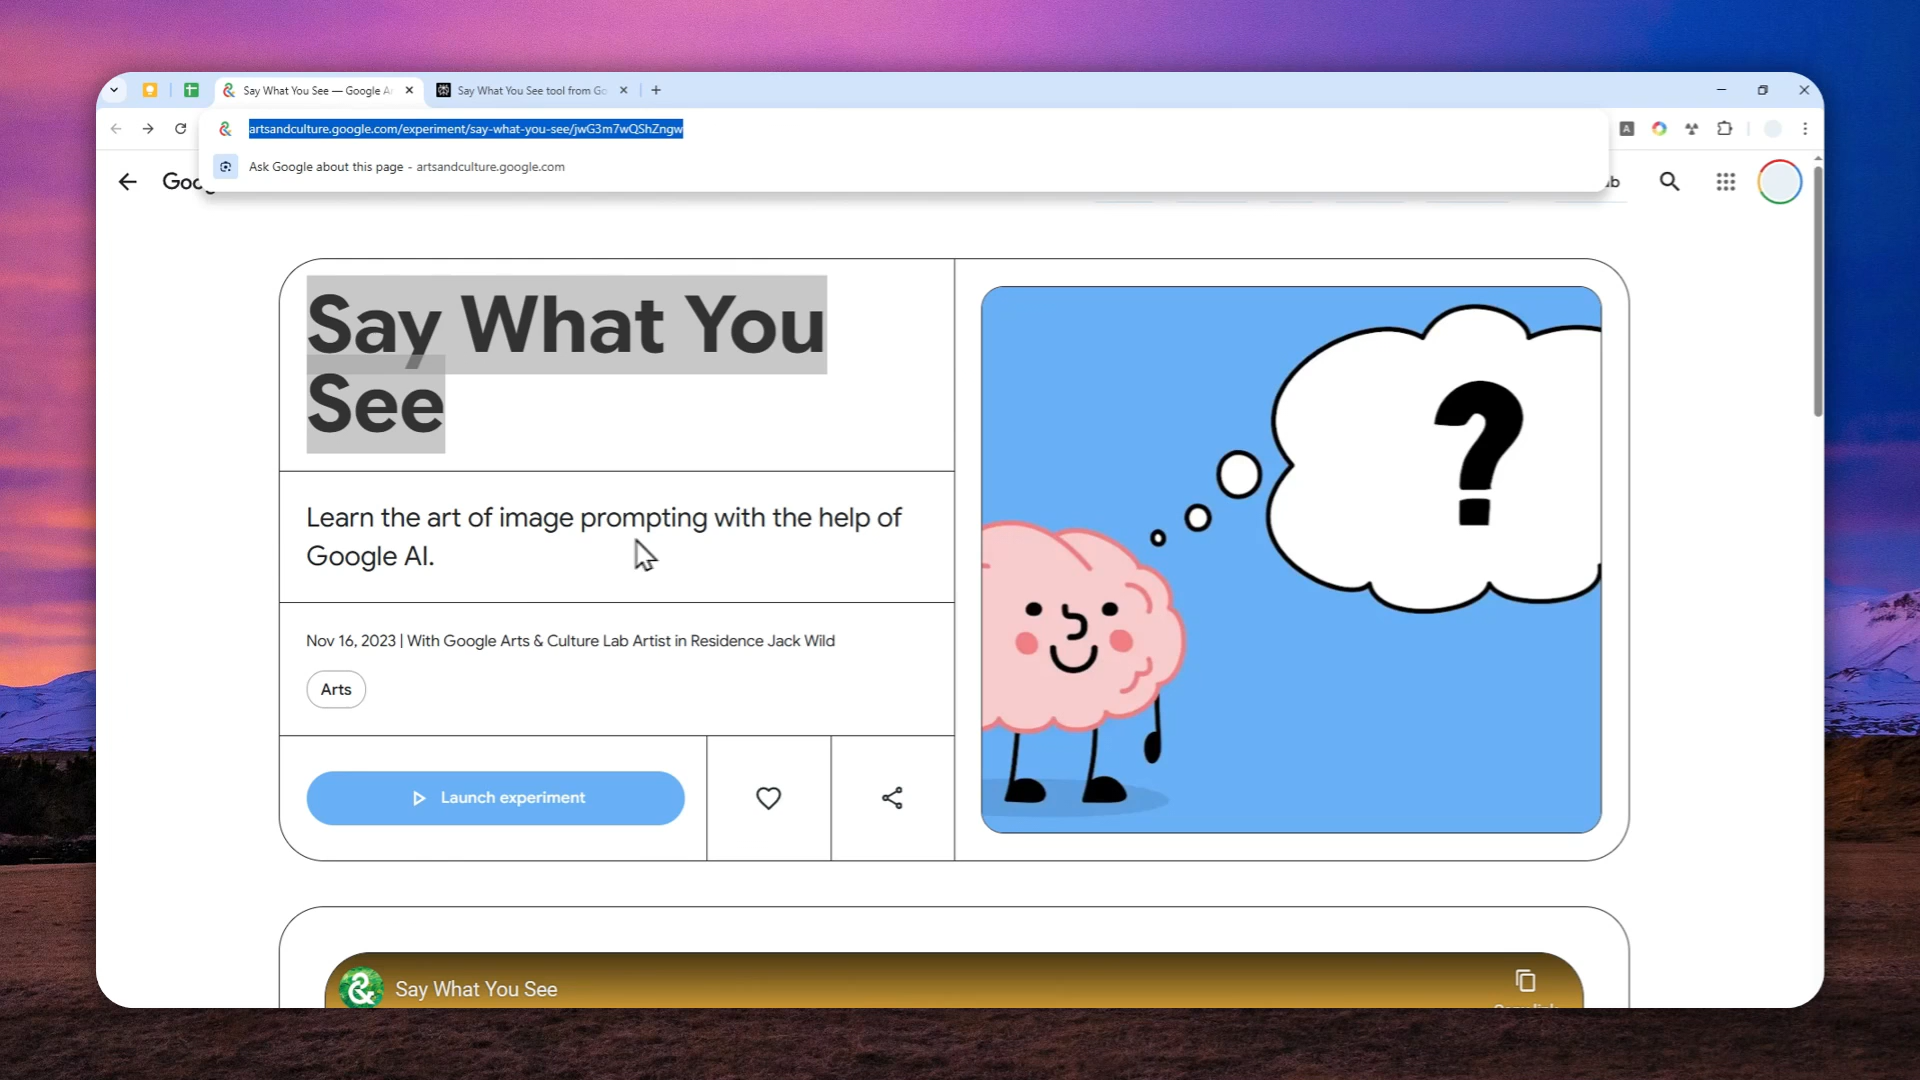 Say What You See — Google A
Say What You See tool from Go
artsandculture.google.com/experiment/say-what-you-see/jwG3m7wQShZngw
A
Ask Google about this page - artsandculture.google.com
Say What You
See
?
Learn the art of image prompting with the help of
Google AI.
Nov 16, 2023 | With Google Arts & Culture Lab Artist in Residence Jack Wild
Arts
Launch experiment
Say What You See